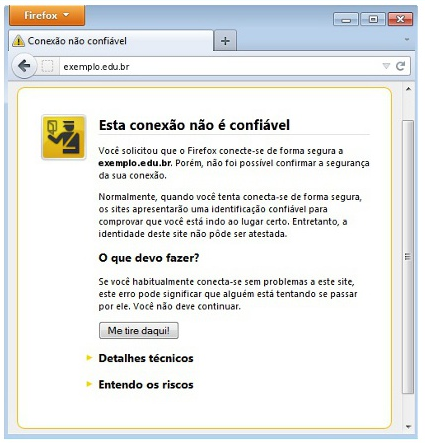 Firefox
Conexão não confiável
exemplo.edu.br
Esta conexão não é confiável
Você solicitou que o Firefox conecte-se de forma segura a
exemplo.edu.br. Porém, não foi possível confirmar a segurança
da sua conexão.
Normalmente, quando você tenta conecta-se de forma segura,
os sites apresentarão uma identificação confiável para
comprovar que você está indo ao lugar certo. Entretanto, a
identidade deste site não pôde ser atestada.
O que devo fazer?
Se você habitualmente conecta-se sem problemas a este site,
este erro pode significar que alguém está tentando se passar
por ele. Você não deve continuar.
Me tire daqui!
Detalhes técnicos
Entendo os riscos